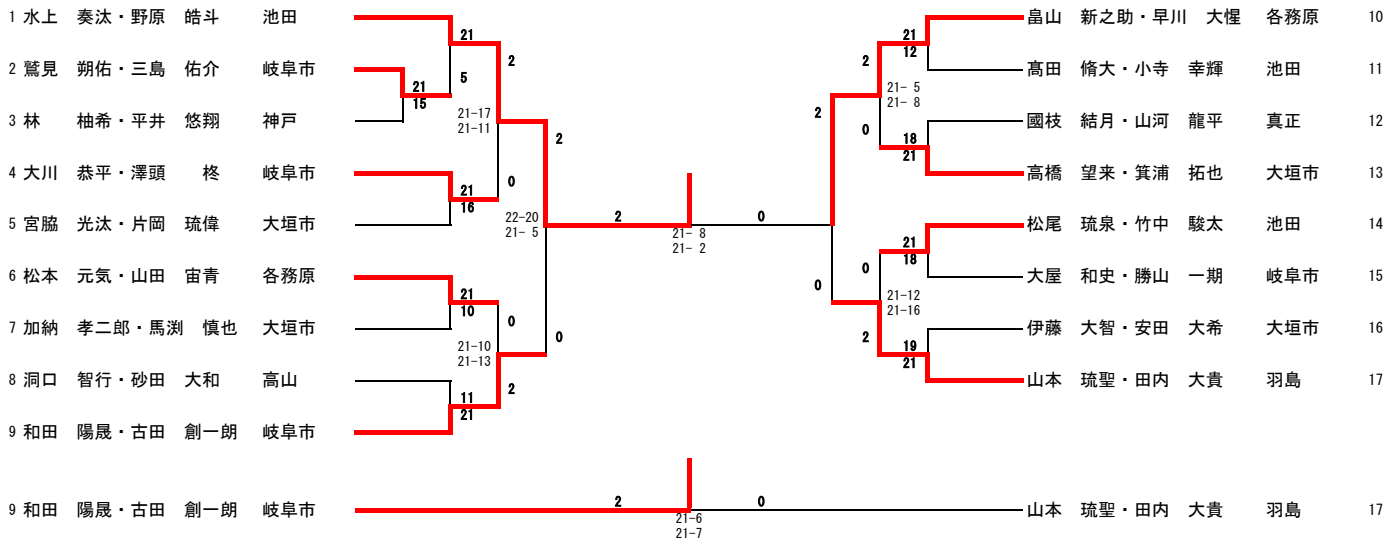 1 水上 奏汰・野原 皓斗 池田
2 鷲見 朔佑・三島 佑介 岐阜市
3 林 柚希・平井 悠翔 神戸
4 大川 恭平・澤頭 柊 岐阜市
5 宮脇 光汰・片岡 琉偉 大垣市
6 松本 元気・山田 宙青 各務原
7 加納 孝二郎・馬渕 慎也 大垣市
8 洞口 智行・砂田 大和 高山
9 和田 陽晟・古田 創一朗 岐阜市
21
5
21
15
2
21-17
21-11
0
21
16
2
22-20
21- 5
21
10
0
21-10
21-13
0
2
11
21
2
21- 8
21- 2
0
畠山 新之助・早川 大惺 各務原 10
髙田 脩大・小寺 幸輝 池田 11
國枝 結月・山河 龍平 真正 12
高橋 望来・箕浦 拓也 大垣市 13
松尾 琉泉・竹中 駿太 池田 14
大屋 和史・勝山 一期 岐阜市 15
伊藤 大智・安田 大希 大垣市 16
山本 琉聖・田内 大貴 羽島 17
21
12
2
21- 5
21- 8
2
0
18
21
21
18
0
21-12
21-16
0
2
19
21
9 和田 陽晟・古田 創一朗 岐阜市
2
21-6
21-7
0
山本 琉聖・田内 大貴 羽島 17